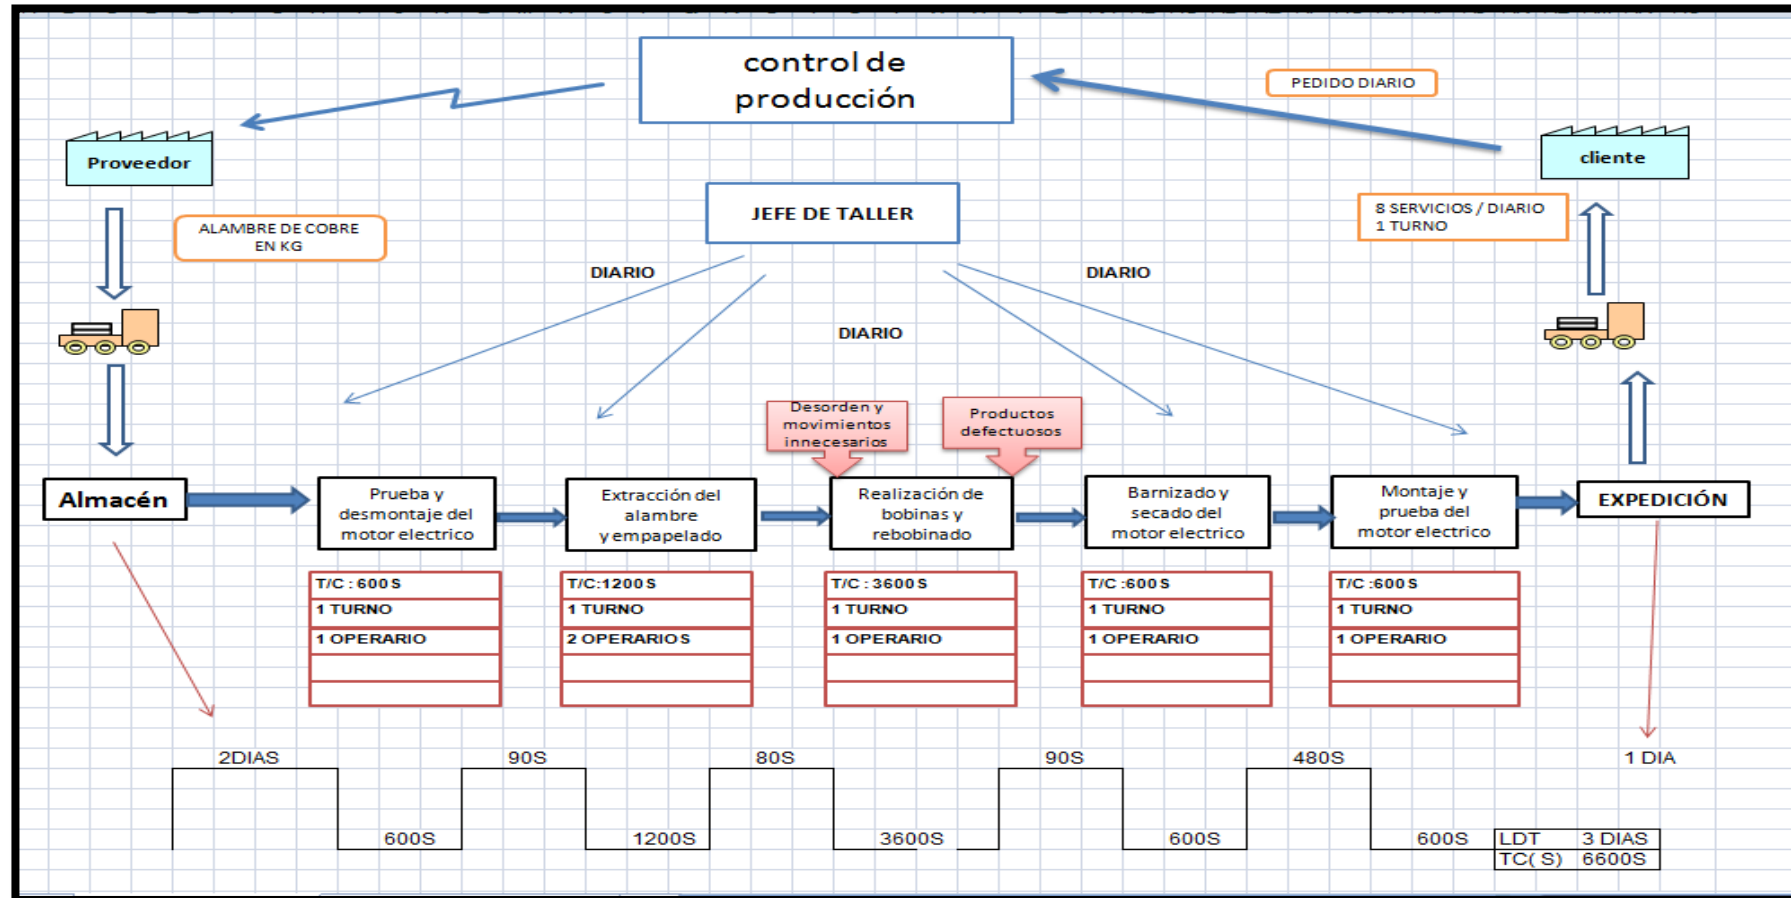 control de
producción
PEDIDO DIARIO
Proveedor
cliente
ALAMBRE DE COBRE
EN KG
JEFE DE TALLER
8 SERVICIOS / DIARIO
1 TURNO
DIARIO
DIARIO
DIARIO
Desorden y
movimientos
innecesarios
Productos
defectuosos
Almacén
Prueba y
desmontaje del
motor electrico
Extracción del
alambre
y empapelado
Realización de
bobinas y
rebobinado
Barnizado y
secado del
motor electrico
Montaje y
prueba del
motor electrico
EXPEDICIÓN
T/C : 600 S
1 TURNO
1 OPERARIO
T/C:1200 S
1 TURNO
2 OPERARIOS
T/C : 3600 S
1 TURNO
1 OPERARIO
T/C :600 S
1 TURNO
1 OPERARIO
T/C :600 S
1 TURNO
1 OPERARIO
2DIAS
90S
80S
90S
480S
1 DIA
600S
1200S
3600S
600S
600S
LDT 3 DIAS
TC( S) 6600S